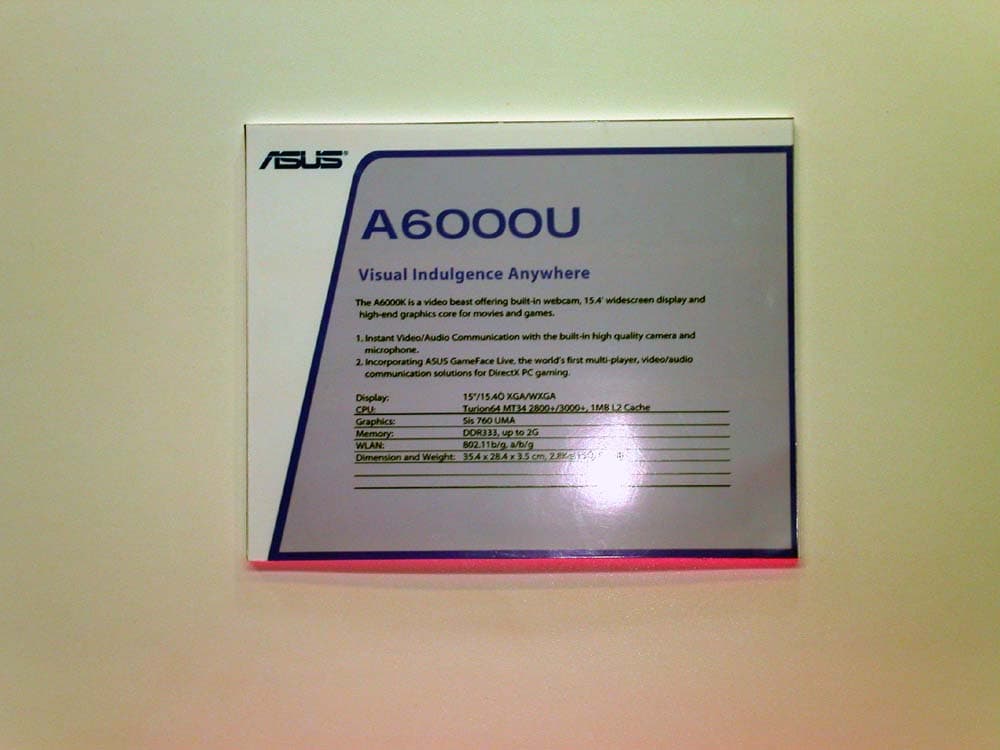 ASUS®
A6000U
Visual Indulgence Anywhere
The A6000K is a video beast offering built-in webcam, 15.4' widescreen display and
high-end graphics core for movies and games.
1. Instant Video/Audio Communication with the built-in high quality camera and
microphone.
2. Incorporating ASUS GameFace Live, the world's first multi-player, video/audio
communication solutions for DirectX PC gaming.
Display: 15"/15.4Ö XGA/WXGA
CPU: Turion64 MT34 2800+/3000+, 1MB L2 Cache
Graphics: Sis 760 UMA
Memory: DDR333, up to 2G
WLAN: 802.11b/g, a/b/g
Dimension and Weight: 35.4 x 28.4 x 3.5 cm,